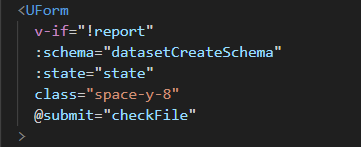 <UForm
v-if="!report"
:schema="datasetCreateSchema"
:state="state"
class="space-y-8"
@submit="checkFile"
>